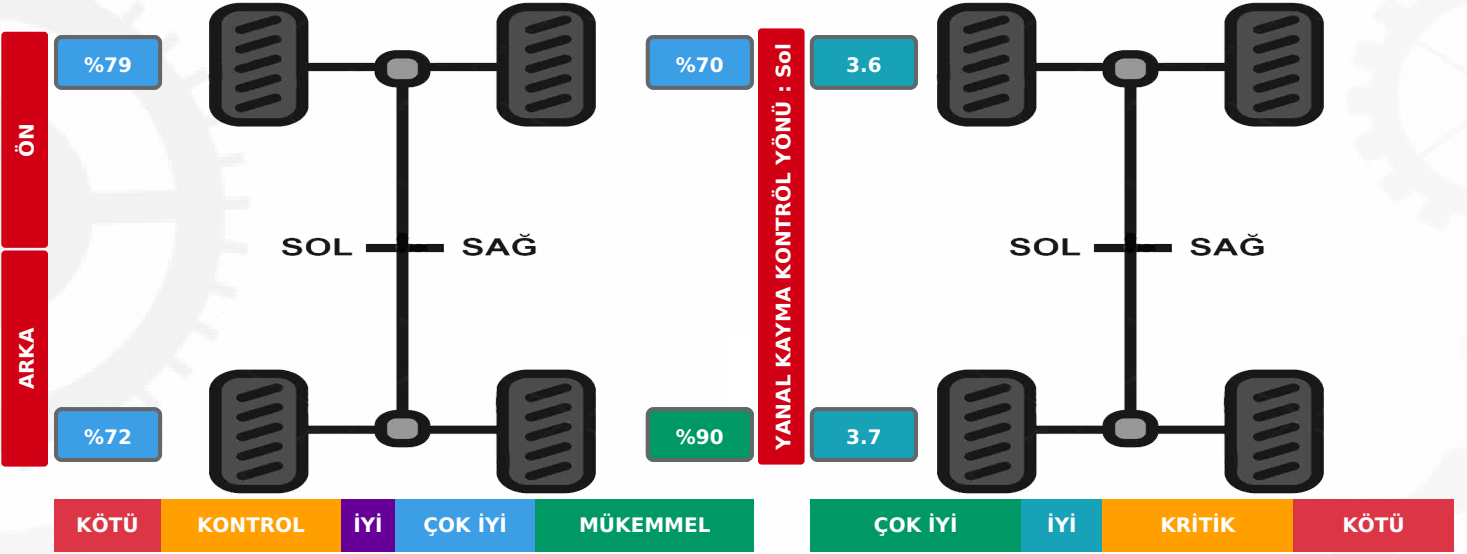 ÖN
%79
%70
YANAL KAYMA KONTRÖL YÖNÜ : Sol
3.6
SOL
SAĞ
SOL
SAĞ
ARKA
%72
%90
3.7
KÖTÜ
KONTROL
İYİ
ÇOK İYİ
MÜKEMMEL
ÇOK İYİ
İYİ
KRİTİK
KÖTÜ